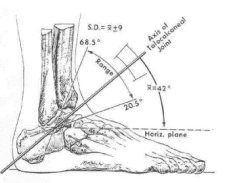 S.D.= x̄±9
68.5°
Axis of
Talocalcaneal
Joint
Range
20.5°
x̄=42°
Horiz. plane